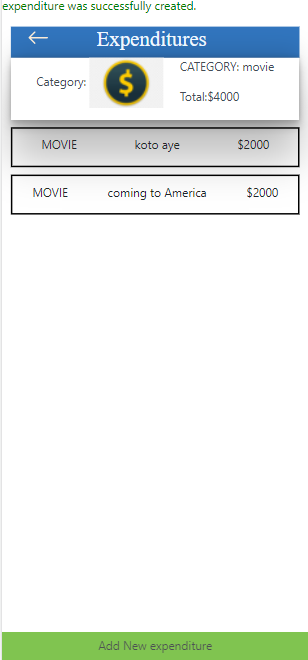 expenditure was successfully created.
← Expenditures
CATEGORY: movie
Category:
$
Total:$4000
MOVIE koto aye $2000
MOVIE coming to America $2000
Add New expenditure